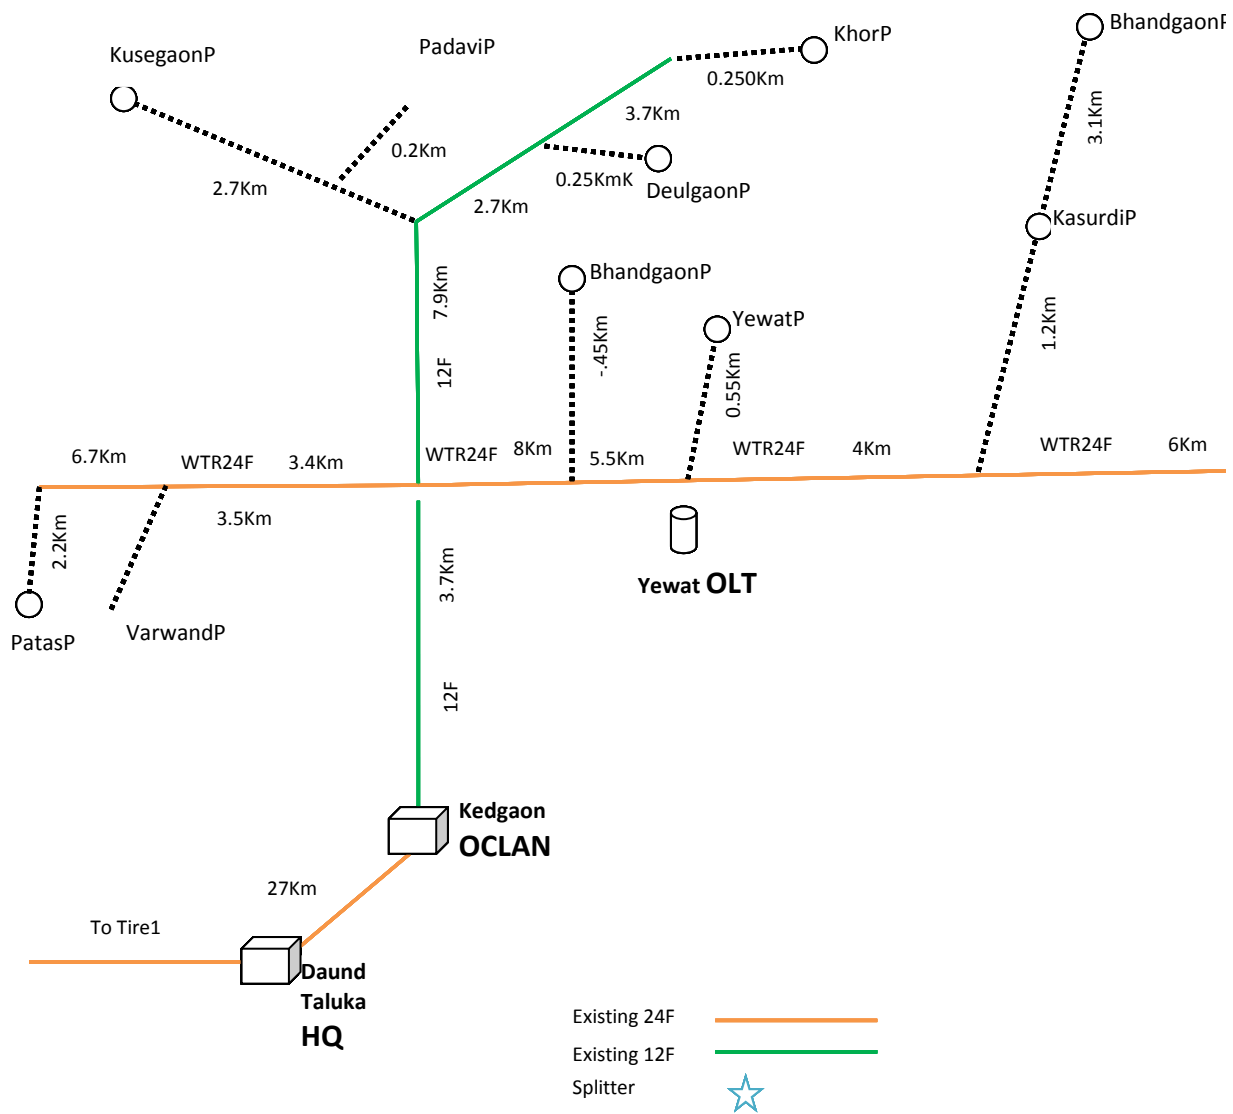 BhandgaonP
KhorP
PadaviP
KusegaonP
0.250Km
3.7Km
3.1Km
0.2Km
0.25KmK
2.7Km
DeulgaonP
2.7Km
KasurdiP
BhandgaonP
7.9Km
YewatP
1.2Km
-.45Km
0.55Km
12F
6.7Km
WTR24F
3.4Km
WTR24F
8Km
5.5Km
WTR24F
4Km
WTR24F
6Km
3.5Km
2.2Km
3.7Km
Yewat OLT
PatasP
VarwandP
12F
Kedgaon
OCLAN
27Km
To Tire1
Daund
Taluka
HQ
Existing 24F
Existing 12F
Splitter